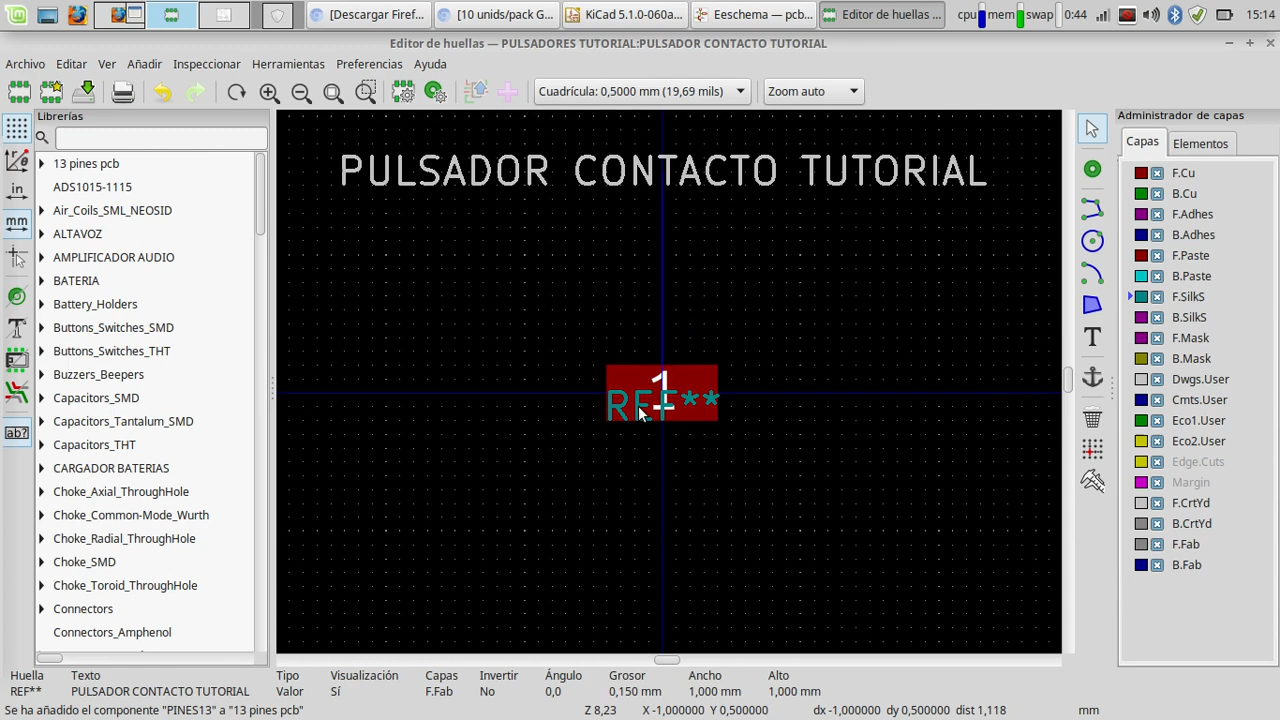 [Descargar Firef...
[10 unids/pack G...
KiCad 5.1.0-060a...
Eeschema — pcb...
Editor de huellas ...
cpu
mem
swap
0:44
15:14
Editor de huellas — PULSADORES TUTORIAL:PULSADOR CONTACTO TUTORIAL
Archivo Editar Ver Añadir Inspeccionar Herramientas Preferencias Ayuda
Cuadrícula: 0,5000 mm (19,69 mils)
Zoom auto
Librerías
13 pines pcb
ADS1015-1115
Air_Coils_SML_NEOSID
ALTAVOZ
AMPLIFICADOR AUDIO
BATERIA
Battery_Holders
Buttons_Switches_SMD
Buttons_Switches_THT
Buzzers_Beepers
Capacitors_SMD
Capacitors_Tantalum_SMD
Capacitors_THT
CARGADOR BATERIAS
Choke_Axial_ThroughHole
Choke_Common-Mode_Wurth
Choke_Radial_ThroughHole
Choke_SMD
Choke_Toroid_ThroughHole
Connectors
Connectors_Amphenol
in
mm
ab?
PULSADOR CONTACTO TUTORIAL
1
REF**
Administrador de capas
Capas Elementos
F.Cu
B.Cu
F.Adhes
B.Adhes
F.Paste
B.Paste
F.SilkS
B.SilkS
F.Mask
B.Mask
Dwgs.User
Cmts.User
Eco1.User
Eco2.User
Edge.Cuts
Margin
F.CrtYd
B.CrtYd
F.Fab
B.Fab
Huella Texto Tipo Visualización Capas Invertir Ángulo Grosor Ancho Alto
REF** PULSADOR CONTACTO TUTORIAL Valor Sí F.Fab No 0,0 0,150 mm 1,000 mm 1,000 mm
Se ha añadido el componente "PINES13" a "13 pines pcb" Z 8,23 X -1,000000 Y 0,500000 dx -1,000000 dy 0,500000 dist 1,118 mm